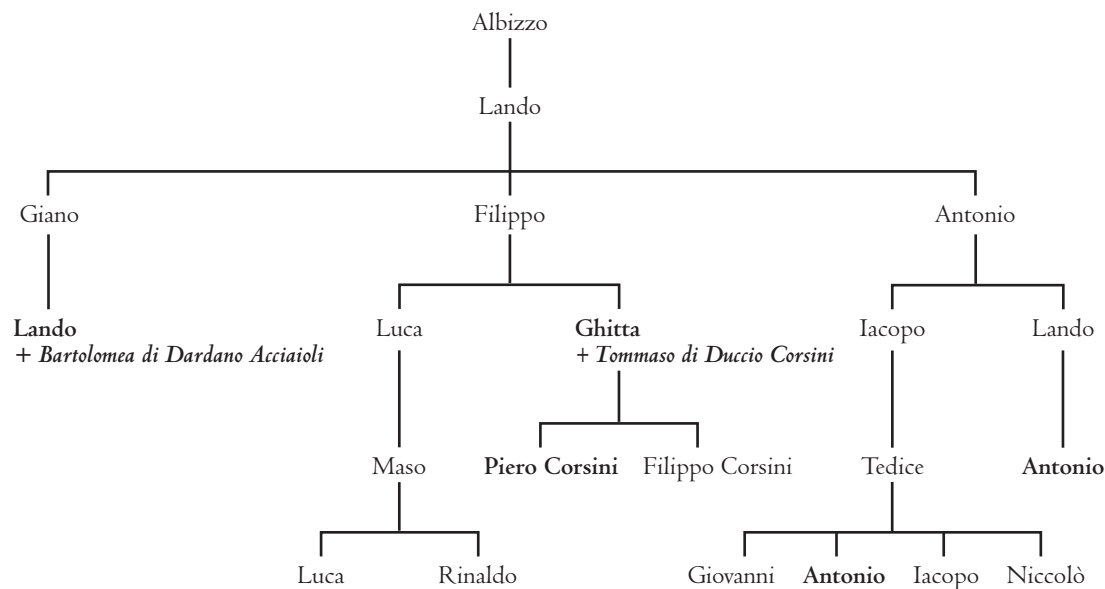 Albizzo
Lando
Giano Filippo Antonio
Lando Luca Ghitta Iacopo Lando
+ Bartolomea di Dardano Acciaioli + Tommaso di Duccio Corsini
Maso Piero Corsini Filippo Corsini Tedice Antonio
Luca Rinaldo Giovanni Antonio Iacopo Niccolò